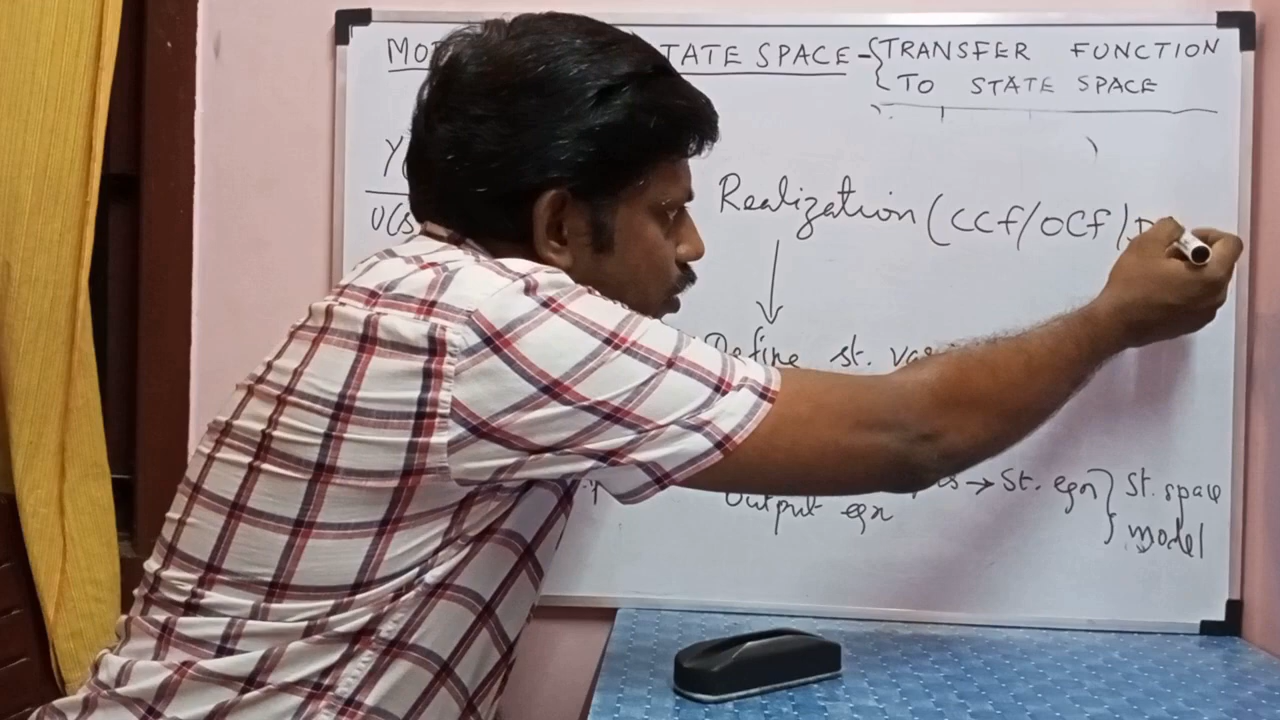 MO TATE SPACE - { TRANSFER FUNCTION
TO STATE SPACE
Y(
U(s
Realization (CCf/OCf/D
Define st. var
→ St. eqn } St. space
Output eqn model